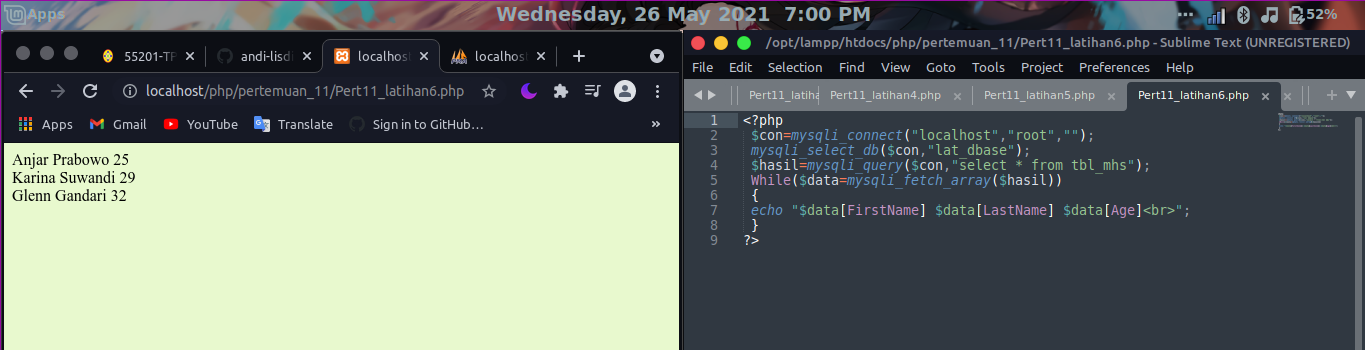 Apps
Wednesday, 26 May 2021 7:00 PM
52%
55201-TP
andi-lisdi
localhos
localhos
localhost/php/pertemuan_11/Pert11_latihan6.php
Apps Gmail YouTube Translate Sign in to GitHub… »
Anjar Prabowo 25
Karina Suwandi 29
Glenn Gandari 32
/opt/lampp/htdocs/php/pertemuan_11/Pert11_latihan6.php - Sublime Text (UNREGISTERED)
File Edit Selection Find View Goto Tools Project Preferences Help
Pert11_latiha Pert11_latihan4.php Pert11_latihan5.php Pert11_latihan6.php
1 <?php
2 $con=mysqli_connect("localhost","root","");
3 mysqli_select_db($con,"lat_dbase");
4 $hasil=mysqli_query($con,"select * from tbl_mhs");
5 While($data=mysqli_fetch_array($hasil))
6 {
7 echo "$data[FirstName] $data[LastName] $data[Age]<br>";
8 }
9 ?>